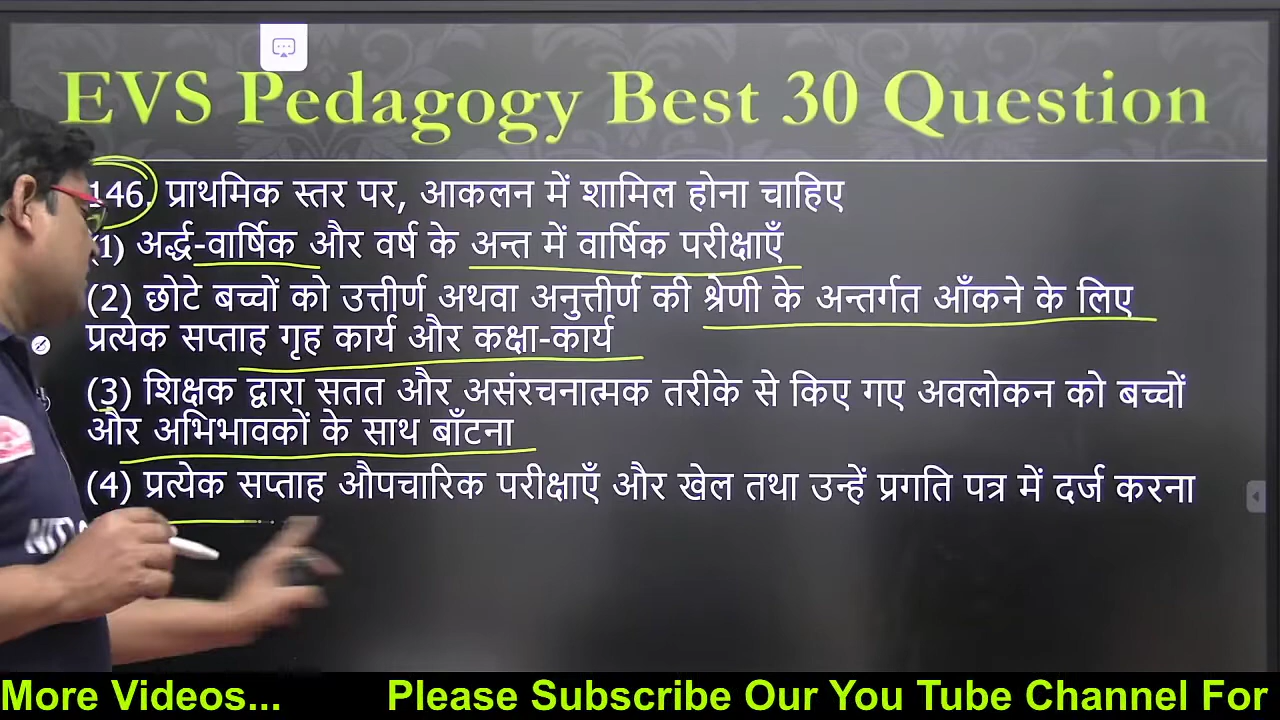 EVS Pedagogy Best 30 Question
146. प्राथमिक स्तर पर, आकलन में शामिल होना चाहिए
(1) अर्द्ध-वार्षिक और वर्ष के अन्त में वार्षिक परीक्षाएँ
(2) छोटे बच्चों को उत्तीर्ण अथवा अनुत्तीर्ण की श्रेणी के अन्तर्गत आँकने के लिए
प्रत्येक सप्ताह गृह कार्य और कक्षा-कार्य
(3) शिक्षक द्वारा सतत और असंरचनात्मक तरीके से किए गए अवलोकन को बच्चों
और अभिभावकों के साथ बाँटना
(4) प्रत्येक सप्ताह औपचारिक परीक्षाएँ और खेल तथा उन्हें प्रगति पत्र में दर्ज करना
More Videos... Please Subscribe Our You Tube Channel For